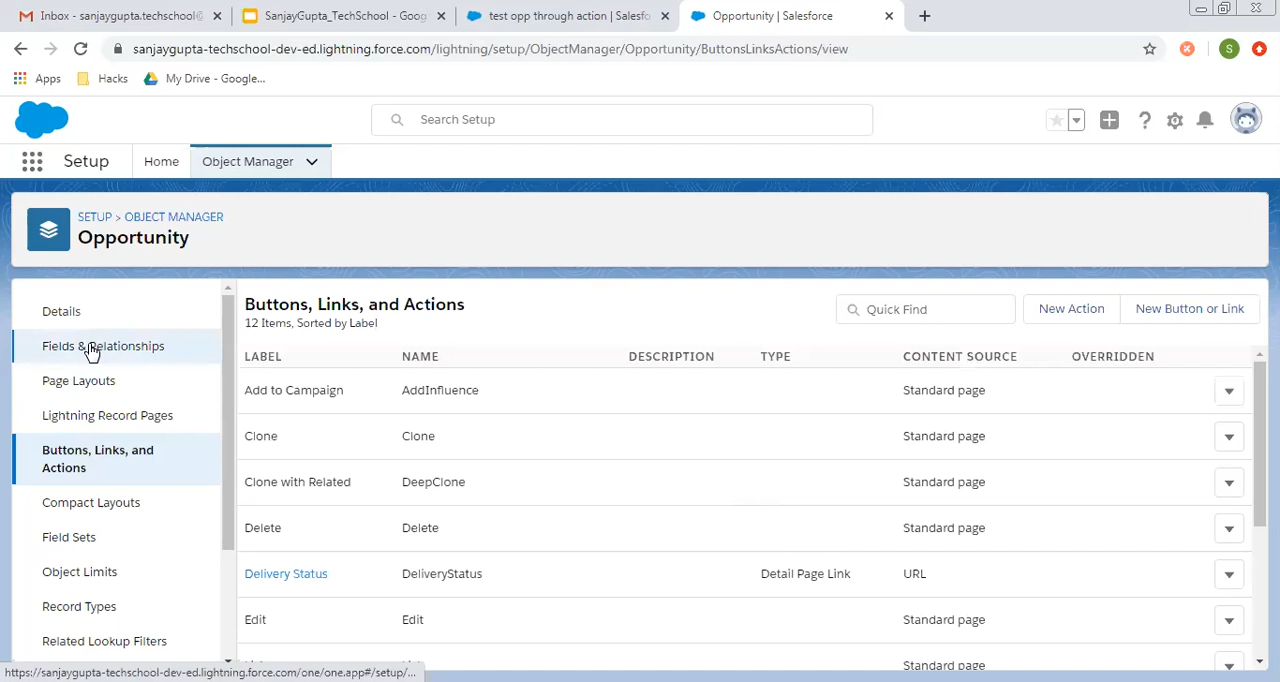 Inbox - sanjaygupta.techschool@ SanjayGupta_TechSchool - Goog test opp through action | Salesfo Opportunity | Salesforce
sanjaygupta-techschool-dev-ed.lightning.force.com/lightning/setup/ObjectManager/Opportunity/ButtonsLinksActions/view S
Apps Hacks My Drive - Google...
Search Setup
Setup Home Object Manager
SETUP > OBJECT MANAGER
Opportunity
Details
Fields & Relationships
Page Layouts
Lightning Record Pages
Buttons, Links, and
Actions
Compact Layouts
Field Sets
Object Limits
Record Types
Related Lookup Filters
Buttons, Links, and Actions
12 Items, Sorted by Label
Quick Find New Action New Button or Link
LABEL NAME DESCRIPTION TYPE CONTENT SOURCE OVERRIDDEN
Add to Campaign AddInfluence Standard page
Clone Clone Standard page
Clone with Related DeepClone Standard page
Delete Delete Standard page
Delivery Status DeliveryStatus Detail Page Link URL
Edit Edit Standard page
Standard page
https://sanjaygupta-techschool-dev-ed.lightning.force.com/one/one.app#/setup/...